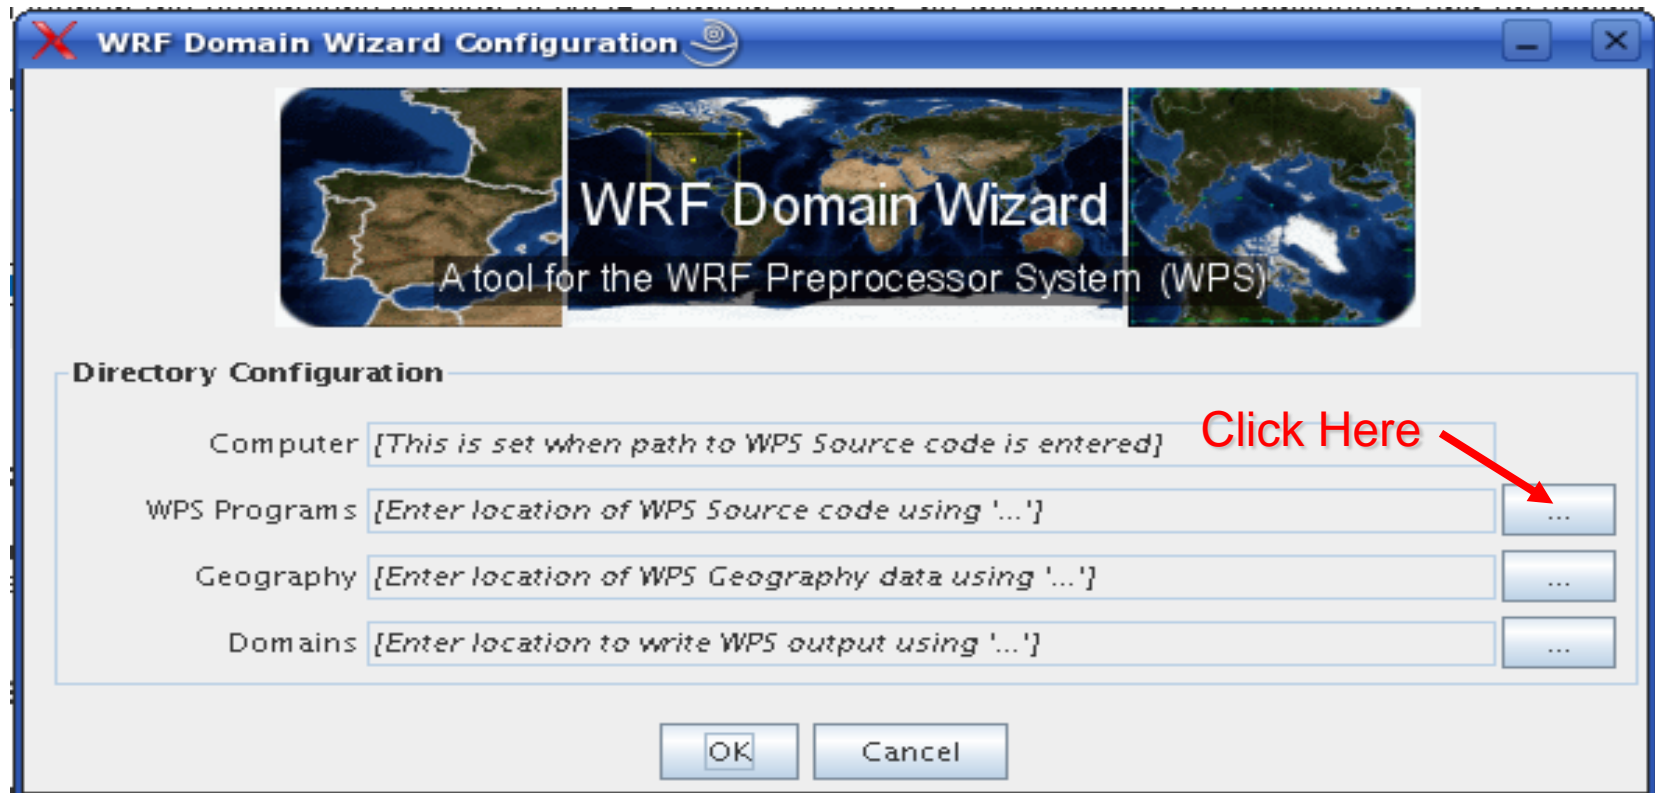 WRF Domain Wizard Configuration
WRF Domain Wizard
A tool for the WRF Preprocessor System (WPS)
Directory Configuration
Click Here
Computer [This is set when path to WPS Source code is entered]
WPS Programs [Enter location of WPS Source code using '...'] ...
Geography [Enter location of WPS Geography data using '...'] ...
Domains [Enter location to write WPS output using '...'] ...
OK Cancel